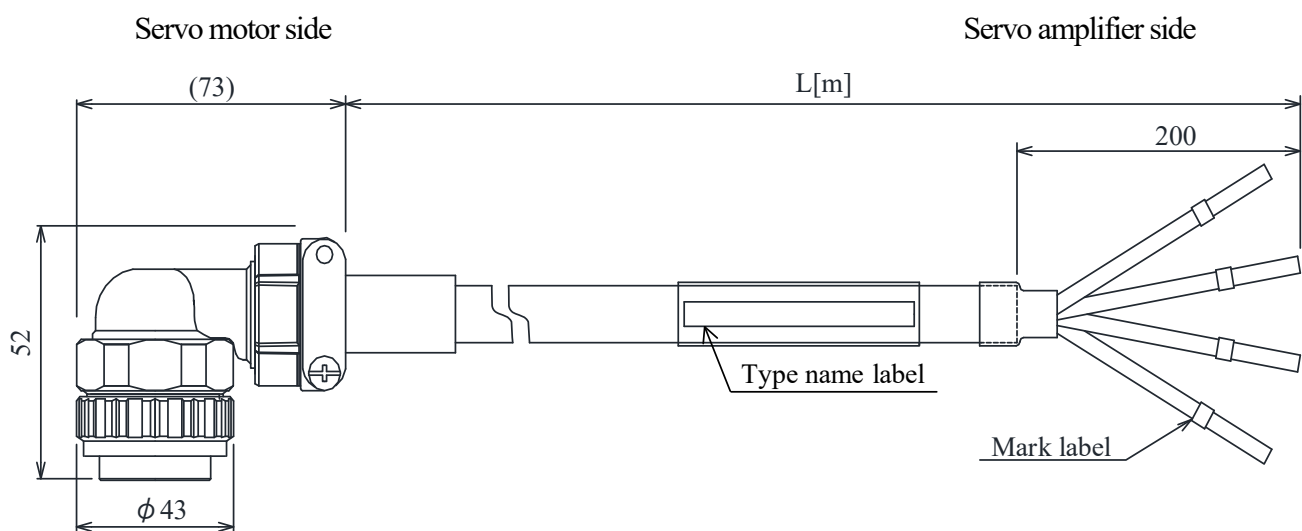 Servo motor side
Servo amplifier side
(73)
L[m]
200
52
Type name label
Mark label
ϕ43